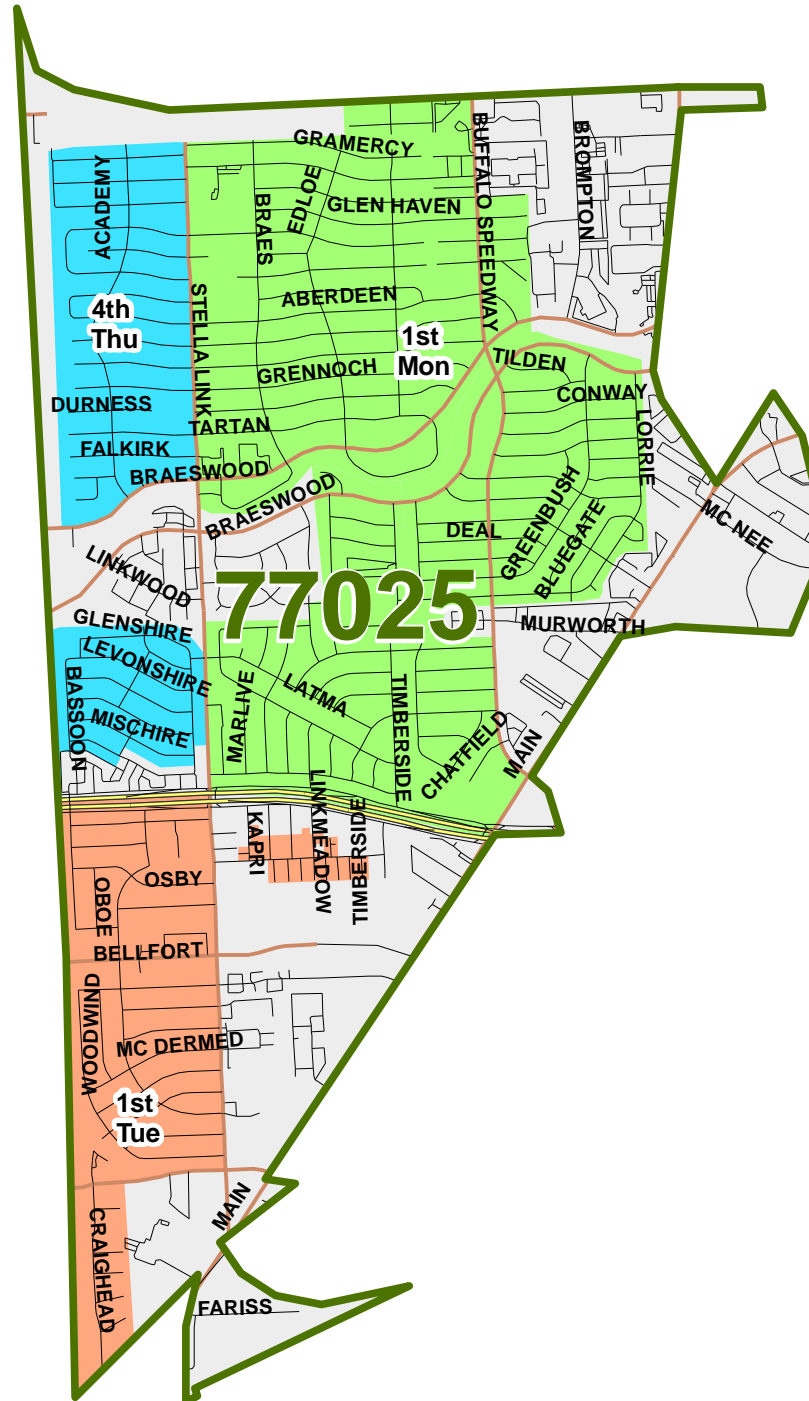 GRAMERCY
BUFFALO SPEEDWAY
BROMPTON
ACADEMY
BRAES
EDLOE
GLEN HAVEN
STELLA LINK
ABERDEEN
4th
Thu
1st
Mon
TILDEN
GRENNOCH
CONWAY
DURNESS
TARTAN
LORRIE
FALKIRK
BRAESWOOD
BRAESWOOD
GREENBUSH
BLUEGATE
MC NEE
DEAL
LINKWOOD
77025
GLENSHIRE
MURWORTH
LEVONSHIRE
BASSOON
MISCHIRE
MARLIVE
LATMA
TIMBERSIDE
CHATFIELD
MAIN
LINKMEADOW
TIMBERSIDE
KAPRI
OSBY
OBOE
BELLFORT
WOODWIND
MC DERMED
1st
Tue
MAIN
CRAIGHEAD
FARISS